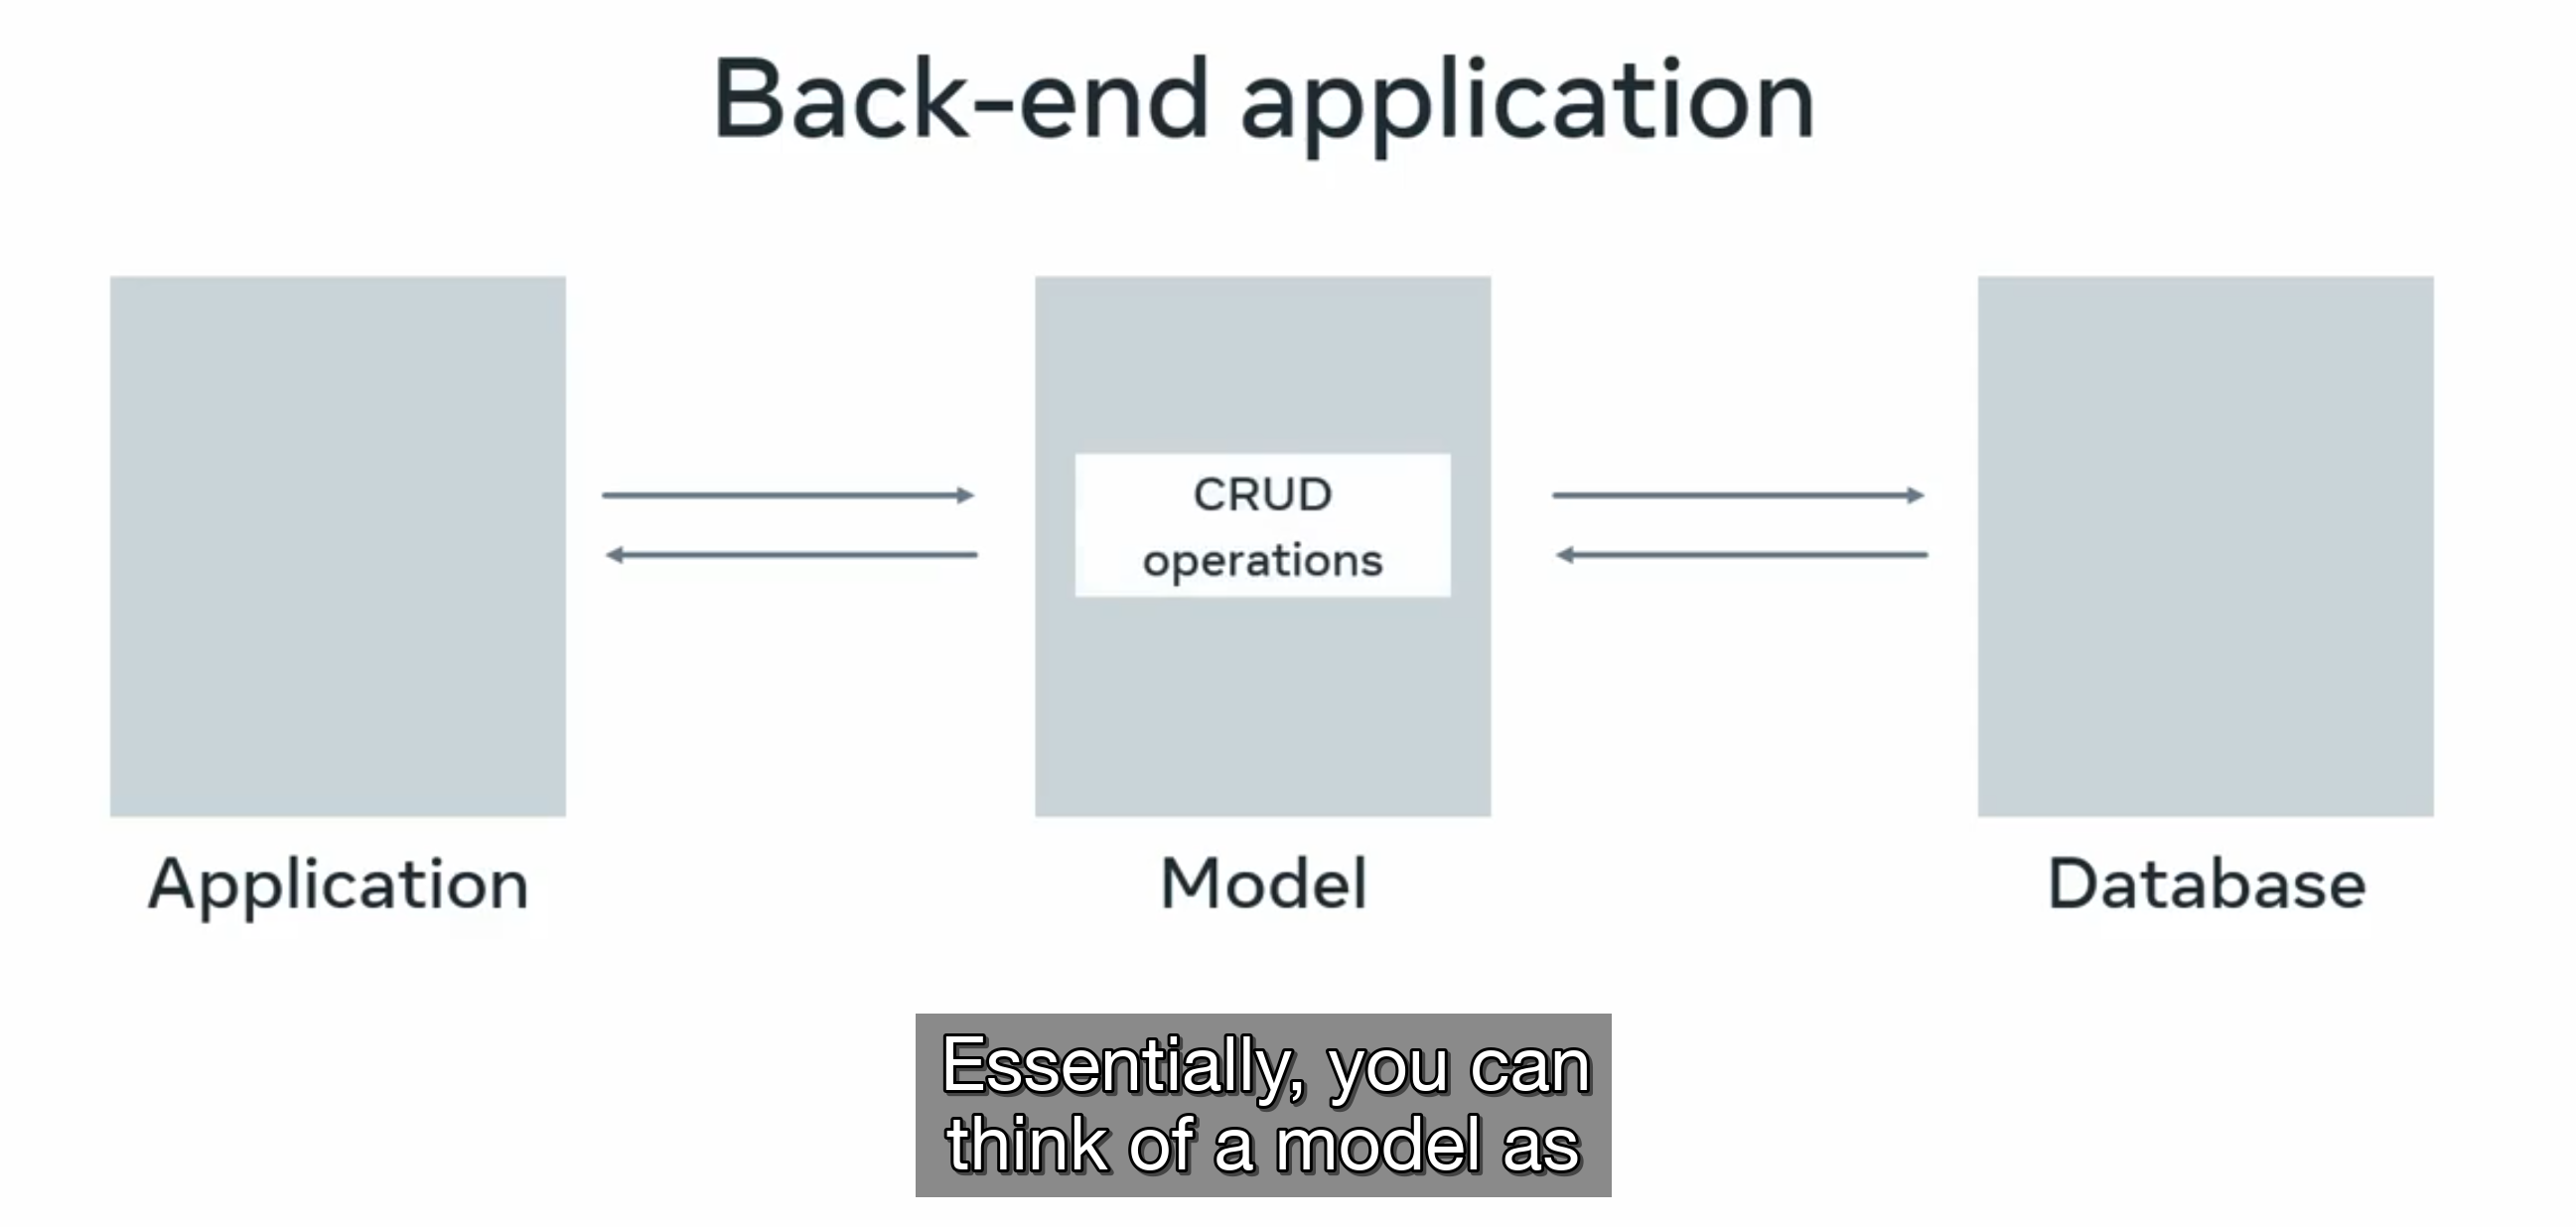 Back-end application
CRUD
operations
Application
Model
Database
Essentially, you can
think of a model as